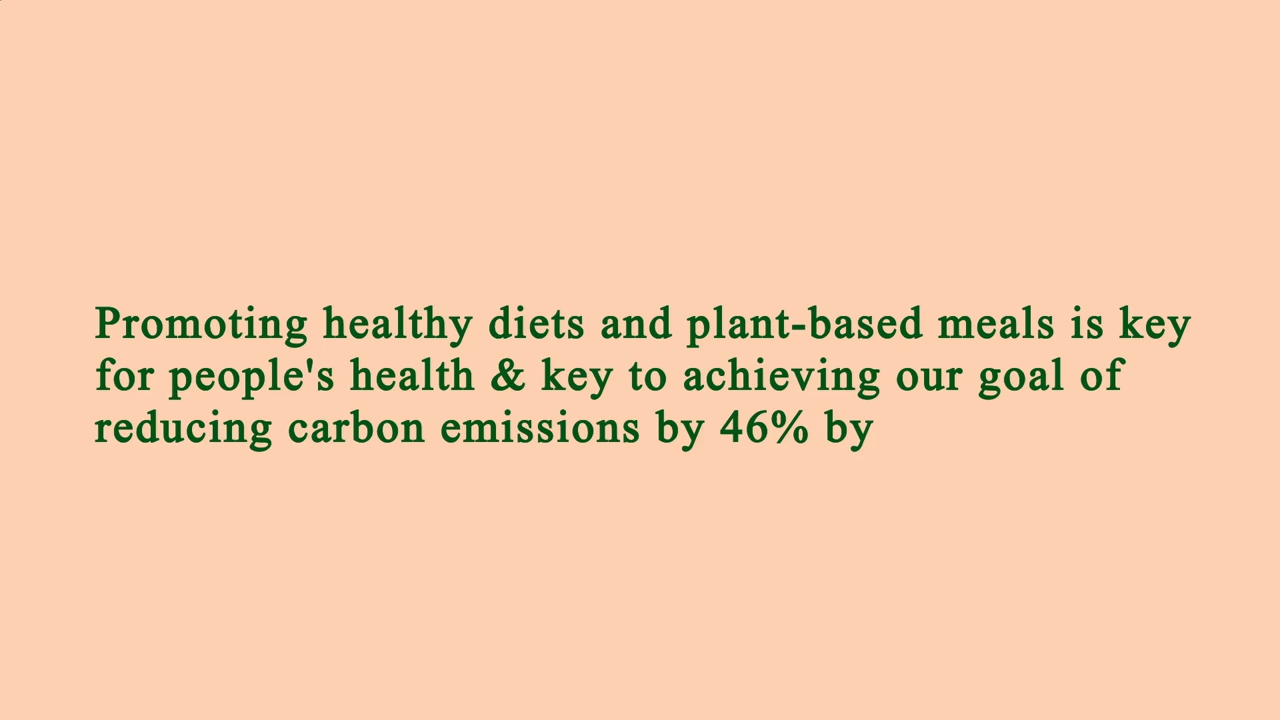 Promoting healthy diets and plant-based meals is key
for people's health & key to achieving our goal of
reducing carbon emissions by 46% by